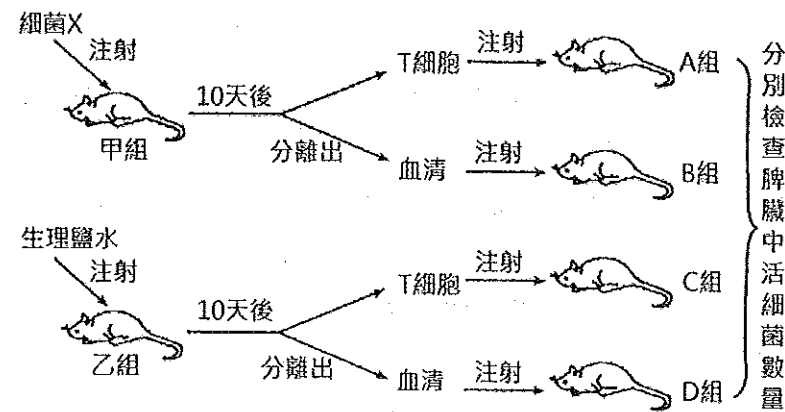 細菌X
注射
甲組
10天後
分離出
T細胞
注射
A組
血清
注射
B組
生理鹽水
注射
乙組
10天後
分離出
T細胞
注射
C組
血清
注射
D組
分別檢查脾臟中活細菌數量